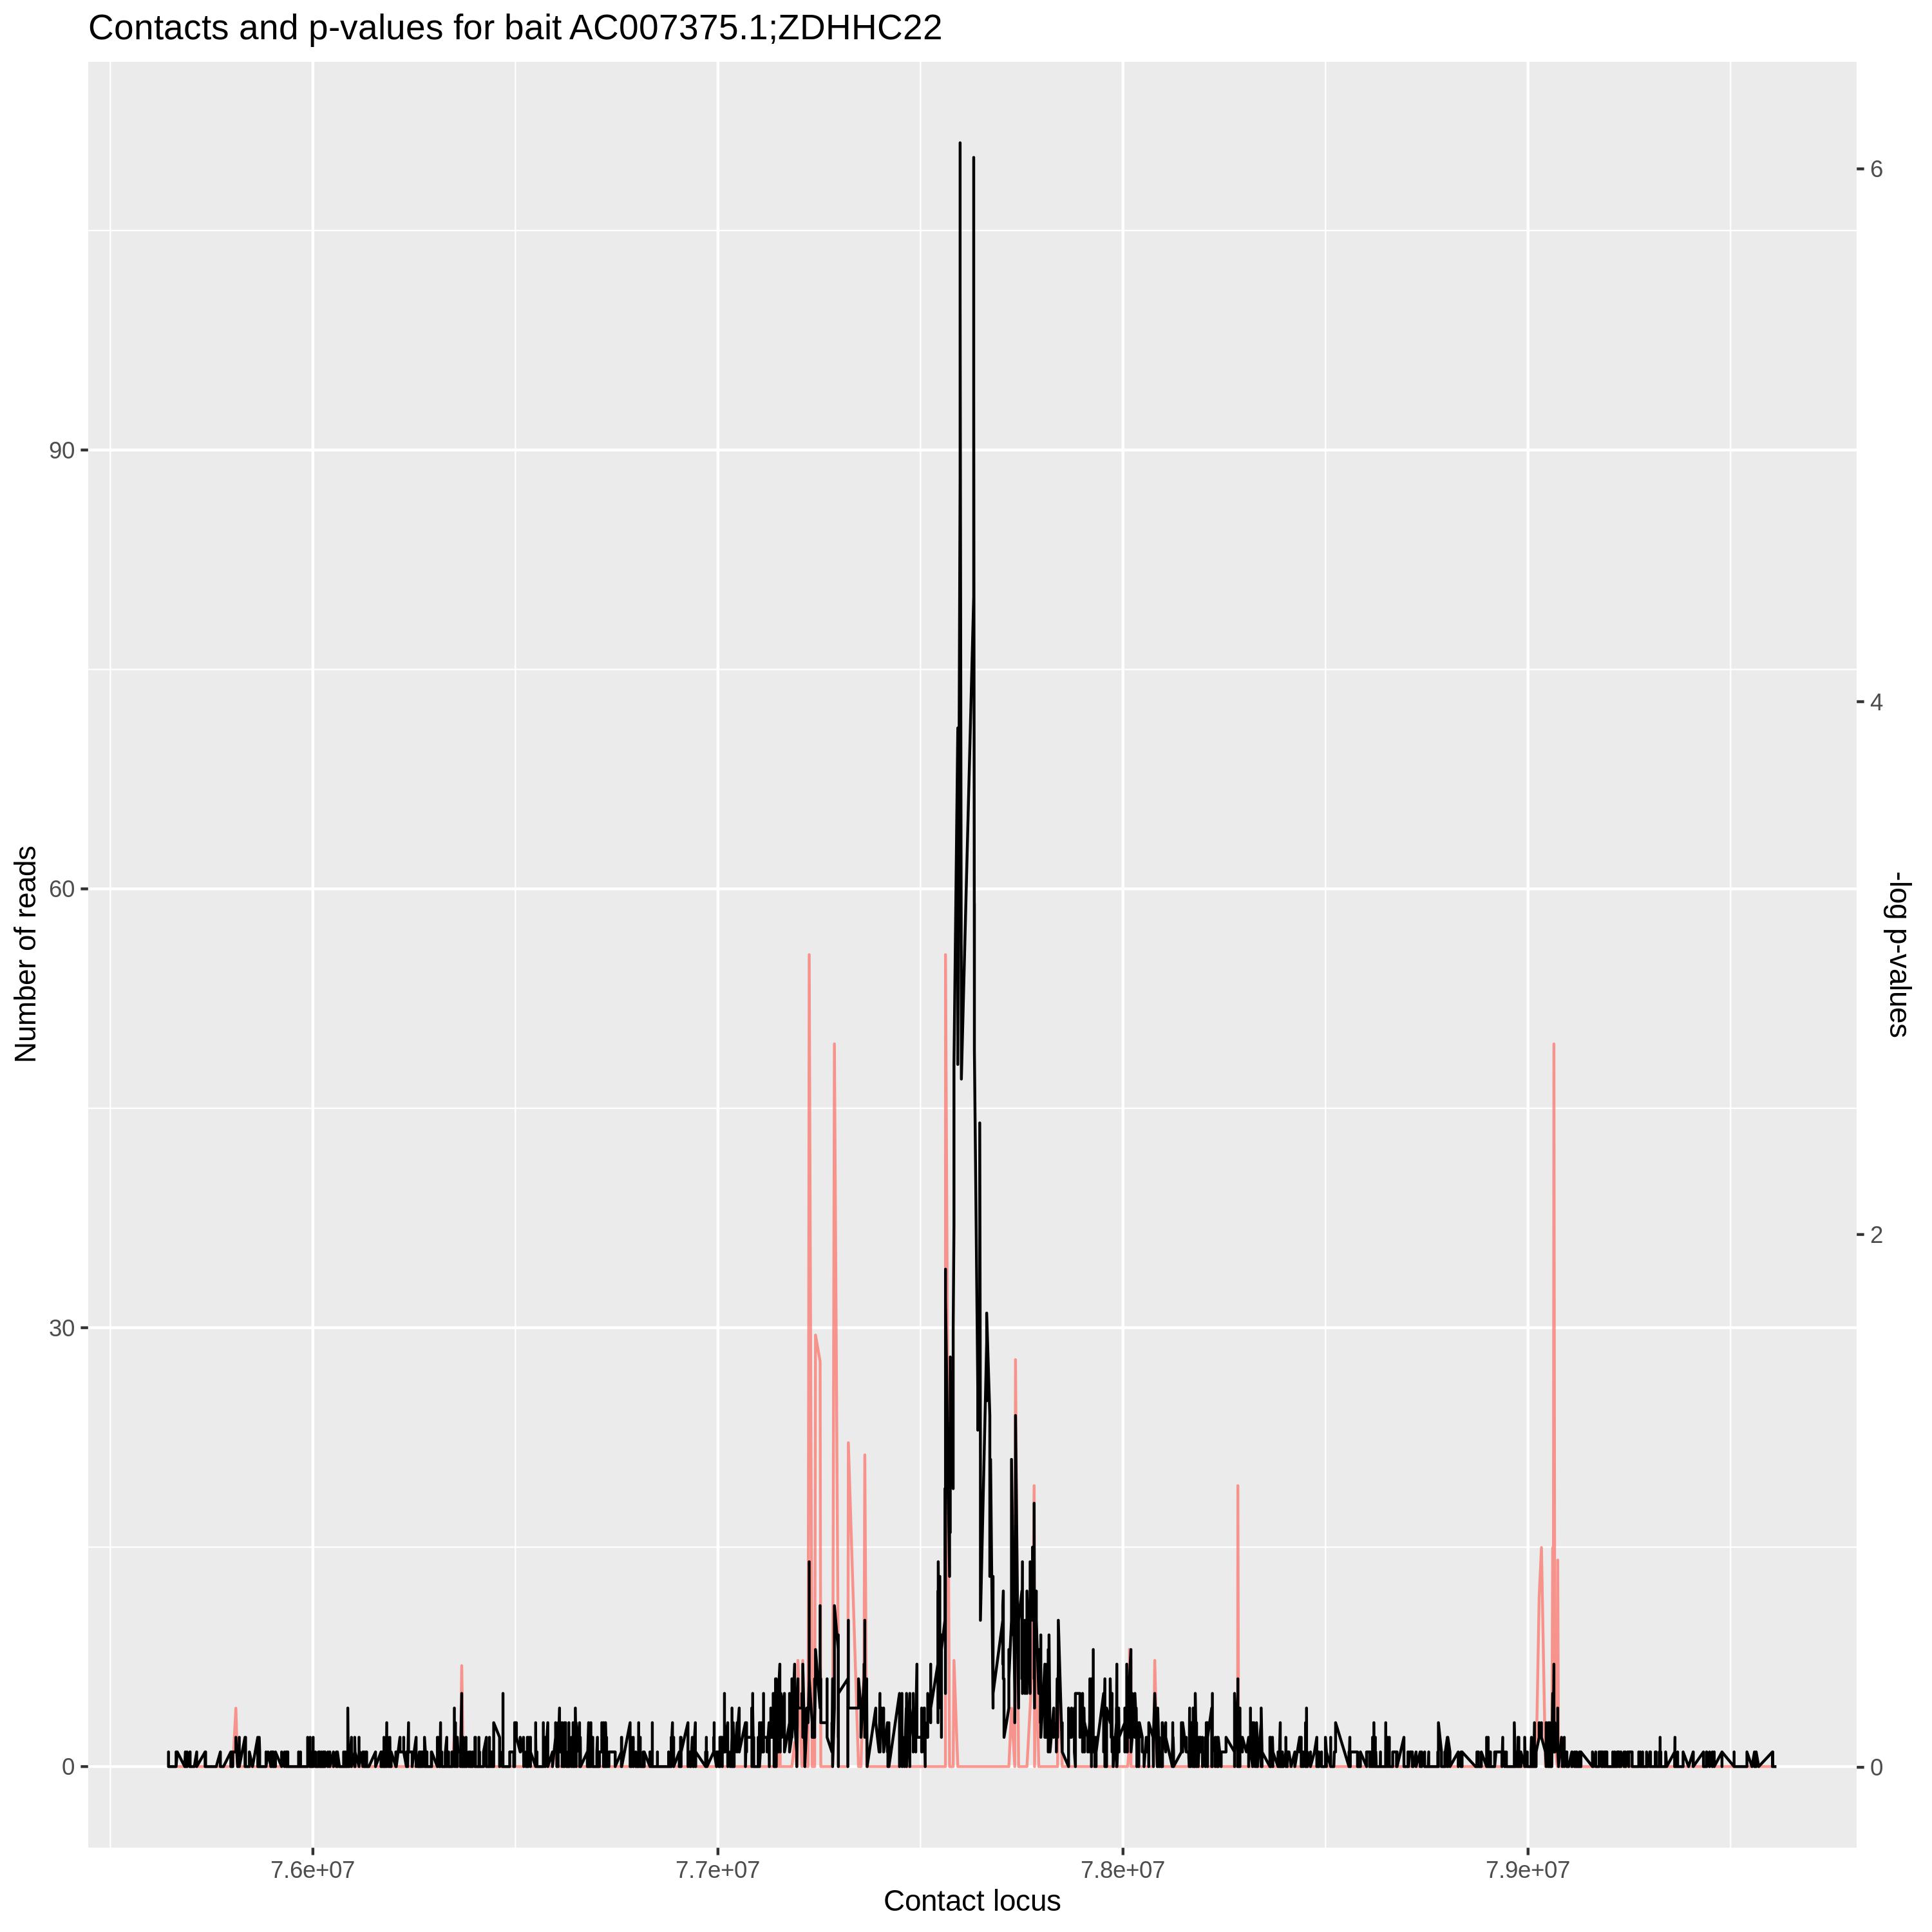 Contacts and p-values for bait AC007375.1;ZDHHC22
90
60
30
0
6
4
2
0
Number of reads
-log p-values
7.6e+07 7.7e+07 7.8e+07 7.9e+07
Contact locus